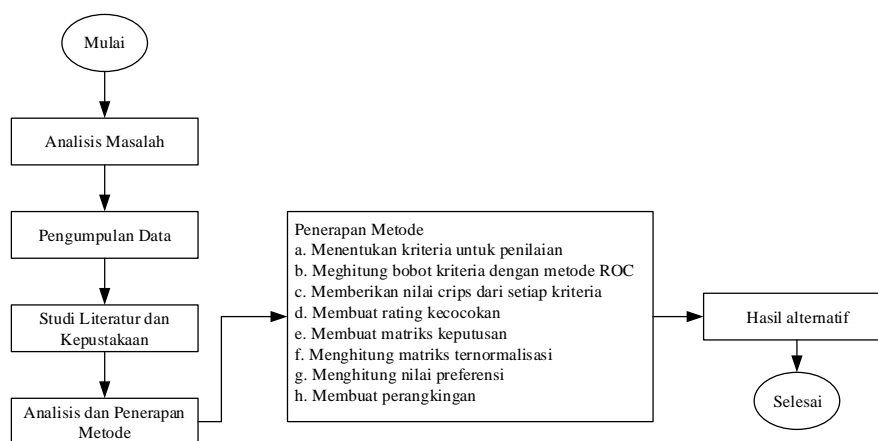 Mulai
Analisis Masalah
Pengumpulan Data
Studi Literatur dan
Kepustakaan
Analisis dan Penerapan
Metode
Penerapan Metode
a. Menentukan kriteria untuk penilaian
b. Meghitung bobot kriteria dengan metode ROC
c. Memberikan nilai crips dari setiap kriteria
d. Membuat rating kecocokan
e. Membuat matriks keputusan
f. Menghitung matriks ternormalisasi
g. Menghitung nilai preferensi
h. Membuat perangkingan
Hasil alternatif
Selesai